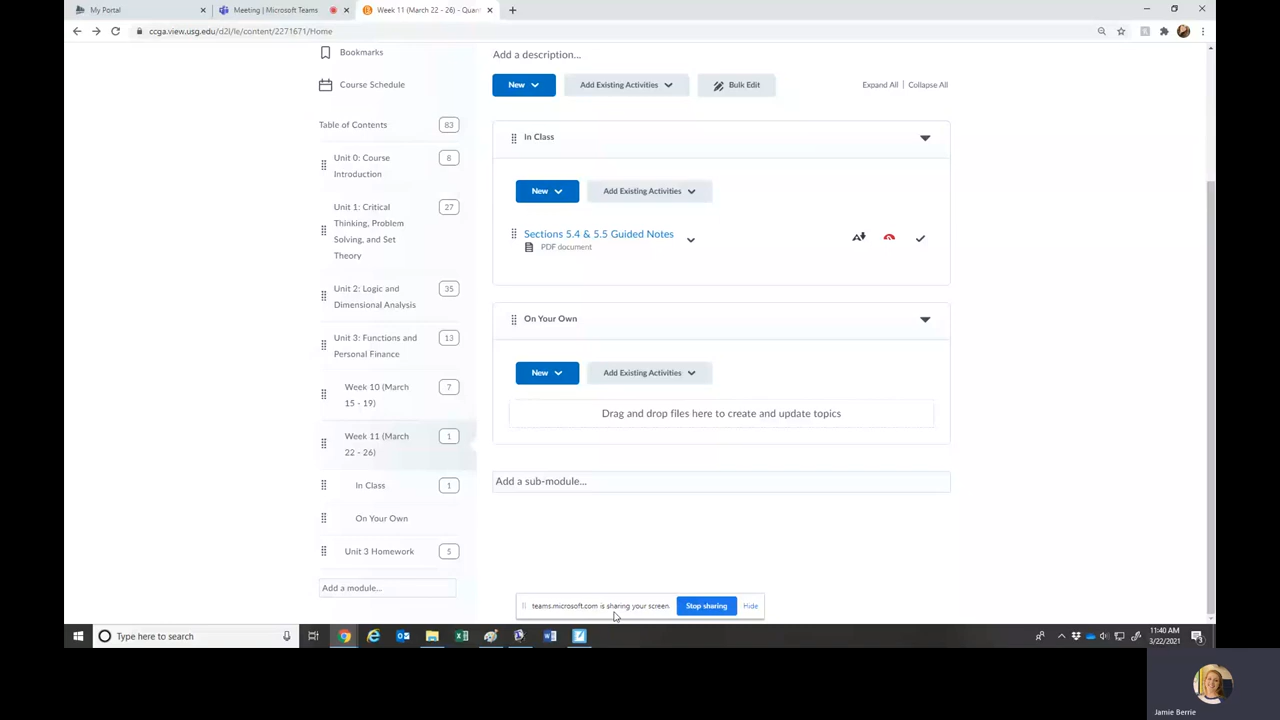 My Portal
Meeting | Microsoft Teams
Week 11 (March 22 - 26) - Quan
ccga.view.usg.edu/d2l/le/content/2271671/Home
Bookmarks
Course Schedule
Table of Contents 83
Unit 0: Course
Introduction
8
Unit 1: Critical
Thinking, Problem
Solving, and Set
Theory
27
Unit 2: Logic and
Dimensional Analysis
35
Unit 3: Functions and
Personal Finance
13
Week 10 (March
15 - 19)
7
Week 11 (March
22 - 26)
1
In Class 1
On Your Own
Unit 3 Homework 5
Add a module...
Add a description...
New
Add Existing Activities
Bulk Edit
Expand All | Collapse All
In Class
New
Add Existing Activities
Sections 5.4 & 5.5 Guided Notes
PDF document
On Your Own
New
Add Existing Activities
Drag and drop files here to create and update topics
Add a sub-module...
teams.microsoft.com is sharing your screen.
Stop sharing
Hide
Type here to search
11:40 AM
3/22/2021
3
Jamie Berrie